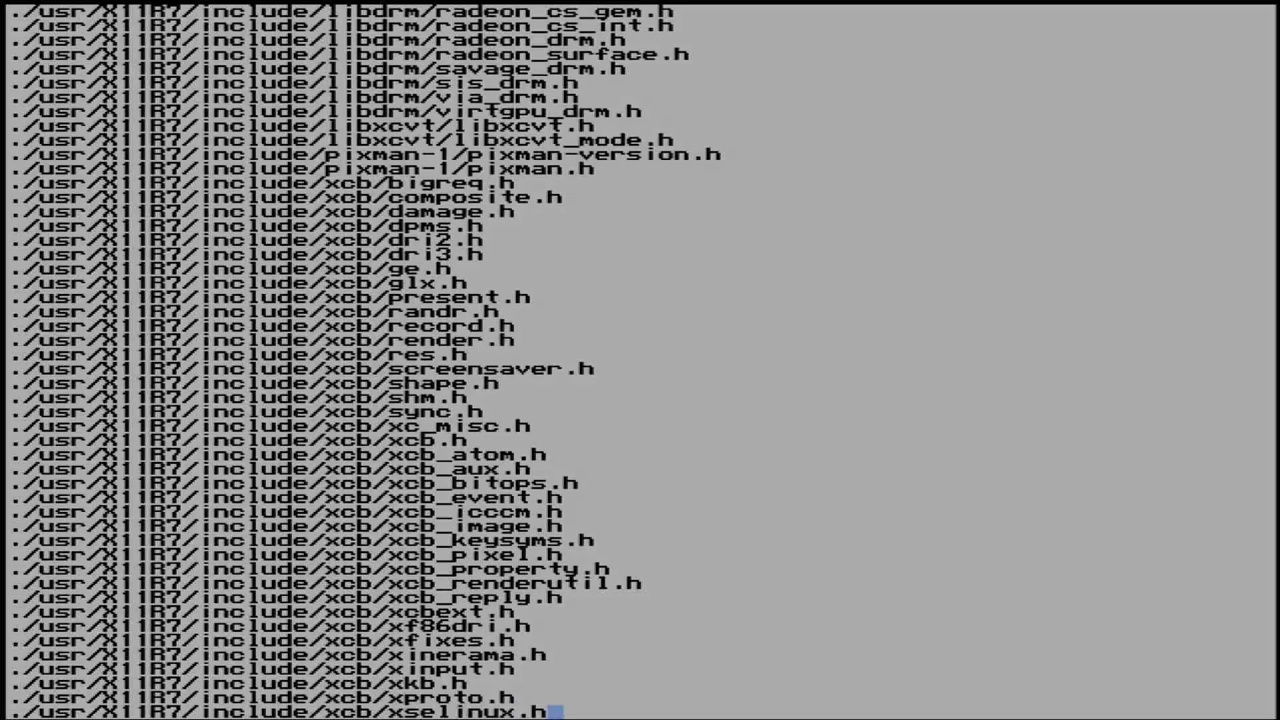 ./usr/X11R7/include/libdrm/radeon_cs_gem.h
./usr/X11R7/include/libdrm/radeon_cs_int.h
./usr/X11R7/include/libdrm/radeon_drm.h
./usr/X11R7/include/libdrm/radeon_surface.h
./usr/X11R7/include/libdrm/savage_drm.h
./usr/X11R7/include/libdrm/sis_drm.h
./usr/X11R7/include/libdrm/via_drm.h
./usr/X11R7/include/libdrm/virtgpu_drm.h
./usr/X11R7/include/libxcvt/libxcvt.h
./usr/X11R7/include/libxcvt/libxcvt_mode.h
./usr/X11R7/include/pixman-1/pixman-version.h
./usr/X11R7/include/pixman-1/pixman.h
./usr/X11R7/include/xcb/bigreq.h
./usr/X11R7/include/xcb/composite.h
./usr/X11R7/include/xcb/damage.h
./usr/X11R7/include/xcb/dpms.h
./usr/X11R7/include/xcb/dri2.h
./usr/X11R7/include/xcb/dri3.h
./usr/X11R7/include/xcb/ge.h
./usr/X11R7/include/xcb/glx.h
./usr/X11R7/include/xcb/present.h
./usr/X11R7/include/xcb/randr.h
./usr/X11R7/include/xcb/record.h
./usr/X11R7/include/xcb/render.h
./usr/X11R7/include/xcb/res.h
./usr/X11R7/include/xcb/screensaver.h
./usr/X11R7/include/xcb/shape.h
./usr/X11R7/include/xcb/shm.h
./usr/X11R7/include/xcb/sync.h
./usr/X11R7/include/xcb/xc_misc.h
./usr/X11R7/include/xcb/xcb.h
./usr/X11R7/include/xcb/xcb_atom.h
./usr/X11R7/include/xcb/xcb_aux.h
./usr/X11R7/include/xcb/xcb_bitops.h
./usr/X11R7/include/xcb/xcb_event.h
./usr/X11R7/include/xcb/xcb_icccm.h
./usr/X11R7/include/xcb/xcb_image.h
./usr/X11R7/include/xcb/xcb_keysyms.h
./usr/X11R7/include/xcb/xcb_pixel.h
./usr/X11R7/include/xcb/xcb_property.h
./usr/X11R7/include/xcb/xcb_renderutil.h
./usr/X11R7/include/xcb/xcb_reply.h
./usr/X11R7/include/xcb/xcbext.h
./usr/X11R7/include/xcb/xf86dri.h
./usr/X11R7/include/xcb/xfixes.h
./usr/X11R7/include/xcb/xinerama.h
./usr/X11R7/include/xcb/xinput.h
./usr/X11R7/include/xcb/xkb.h
./usr/X11R7/include/xcb/xproto.h
./usr/X11R7/include/xcb/xselinux.h